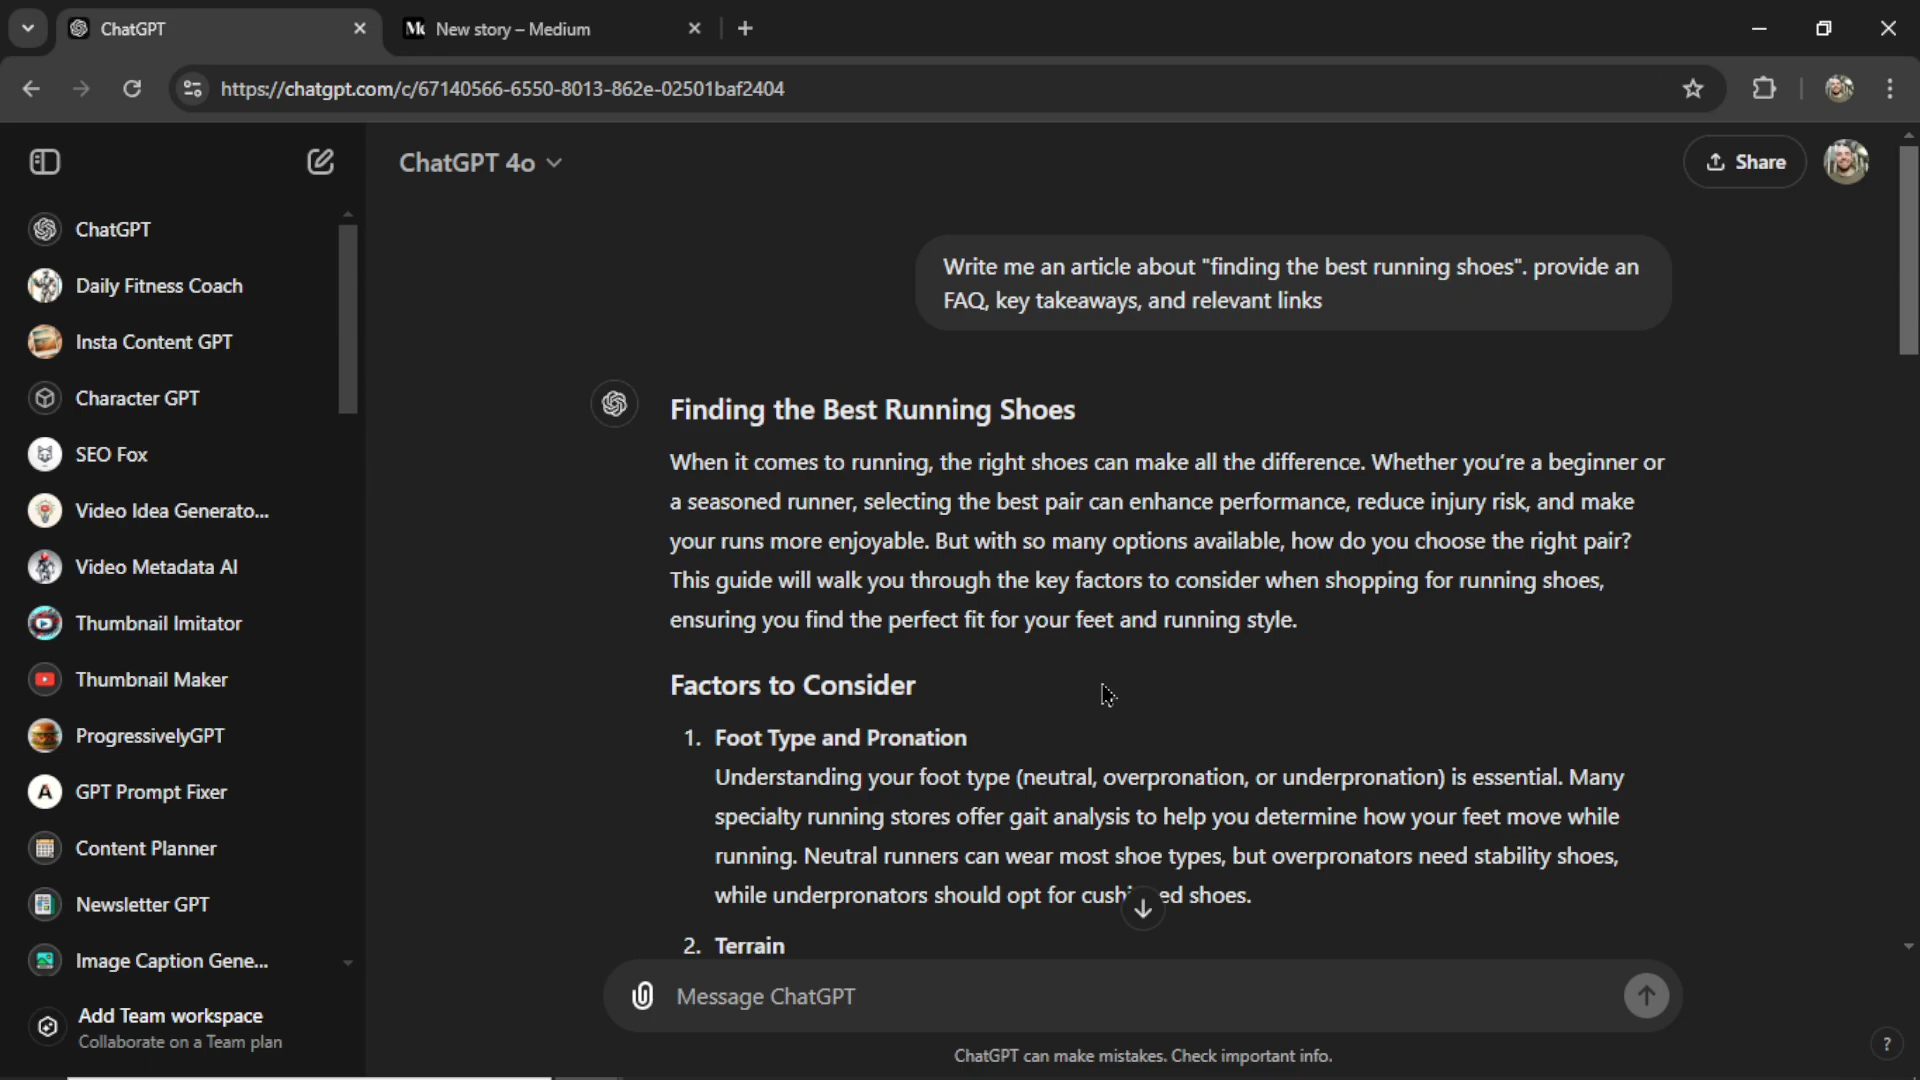 ChatGPT
New story – Medium
https://chatgpt.com/c/67140566-6550-8013-862e-02501baf2404
ChatGPT 4o
Share
ChatGPT
Daily Fitness Coach
Insta Content GPT
Character GPT
SEO Fox
Video Idea Generato...
Video Metadata AI
Thumbnail Imitator
Thumbnail Maker
ProgressivelyGPT
GPT Prompt Fixer
Content Planner
Newsletter GPT
Image Caption Gene...
Add Team workspace
Collaborate on a Team plan
Write me an article about "finding the best running shoes". provide an
FAQ, key takeaways, and relevant links
Finding the Best Running Shoes
When it comes to running, the right shoes can make all the difference. Whether you're a beginner or
a seasoned runner, selecting the best pair can enhance performance, reduce injury risk, and make
your runs more enjoyable. But with so many options available, how do you choose the right pair?
This guide will walk you through the key factors to consider when shopping for running shoes,
ensuring you find the perfect fit for your feet and running style.
Factors to Consider
1. Foot Type and Pronation
Understanding your foot type (neutral, overpronation, or underpronation) is essential. Many
specialty running stores offer gait analysis to help you determine how your feet move while
running. Neutral runners can wear most shoe types, but overpronators need stability shoes,
while underpronators should opt for shoes.
2. Terrain
Message ChatGPT
ChatGPT can make mistakes. Check important info.
?